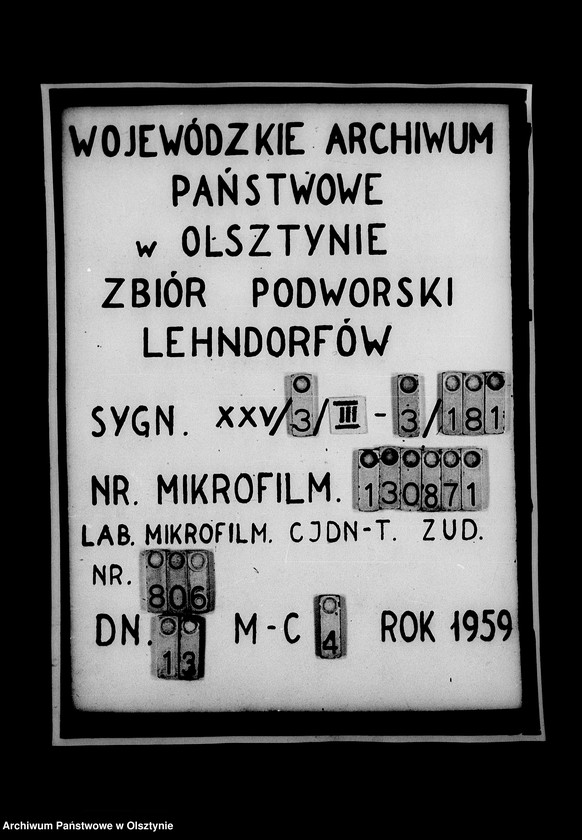 WOJEWÓDZKIE ARCHIWUM
PAŃSTWOWE
w OLSZTYNIE
ZBIÓR PODWORSKI
LEHNDORFÓW
SYGN. XXV/3/III-3/181
NR. MIKROFILM. 130871
LAB. MIKROFILM. CJDN-T. ZUD.
NR. 806
DN. 13 M-C 4 ROK 1959
Archiwum Państwowe w Olsztynie